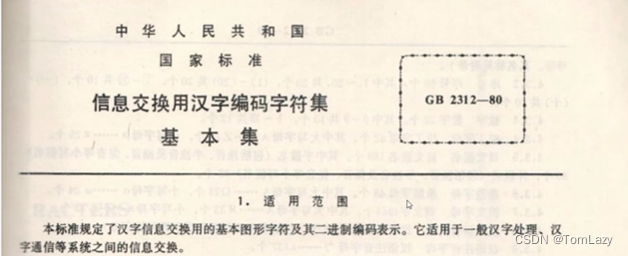 中华人民共和国
国家标准
信息交换用汉字编码字符集
基本集
GB 2312—80
1. 适用范围
本标准规定了汉字信息交换用的基本图形字符及其二进制编码表示。它适用于一般汉字处理、汉
字通信等系统之间的信息交换。
CSDN @TomLazy